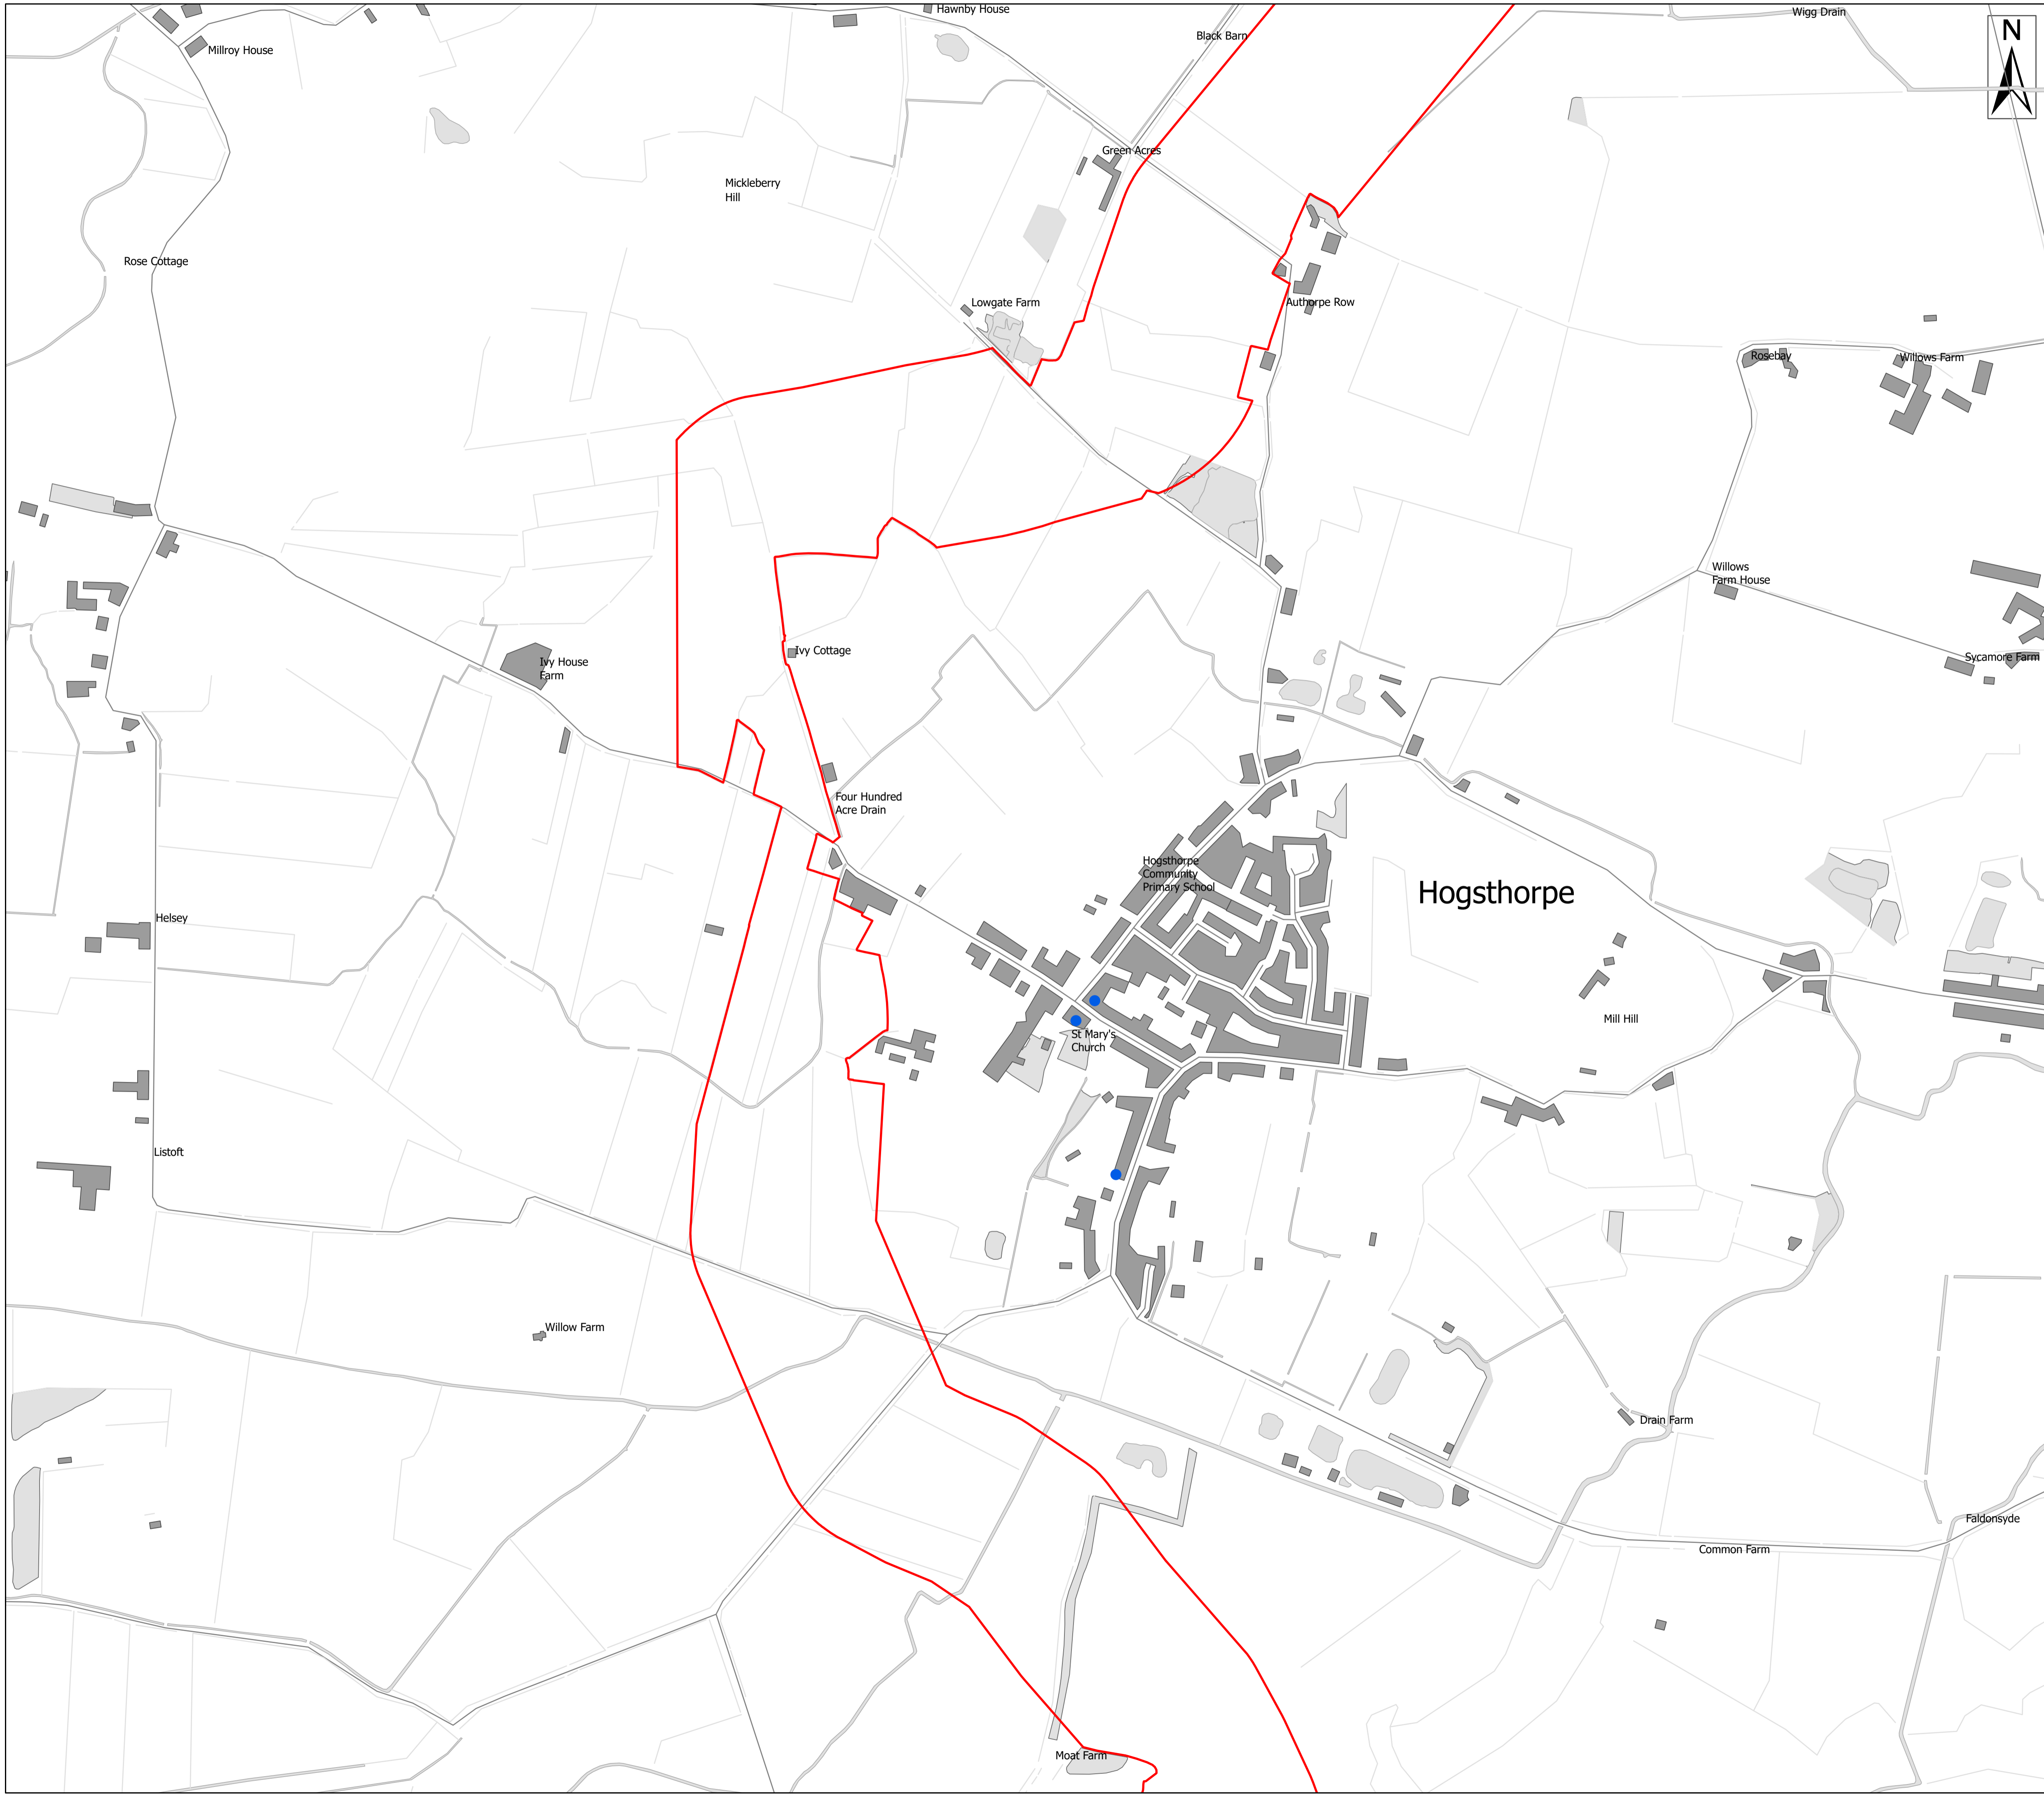 Hawnby House
Wigg Drain
N
Black Barn
Millroy House
Green Acres
Mickleberry
Hill
Rose Cottage
Lowgate Farm
Authorpe Row
Rosebay
Willows Farm
Willows
Farm House
Ivy Cottage
Ivy House
Farm
Sycamore Farm
Four Hundred
Acre Drain
Hogsthorpe
Community
Primary School
Hogsthorpe
Helsey
Mill Hill
St Mary's
Church
Listoft
Willow Farm
Drain Farm
Faldonsyde
Common Farm
Moat Farm